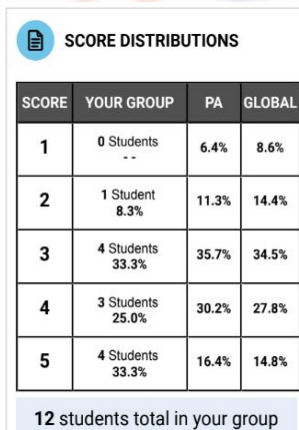 SCORE DISTRIBUTIONS
SCORE YOUR GROUP PA GLOBAL
1 0 Students 6.4% 8.6%
- -
2 1 Student 11.3% 14.4%
8.3%
3 4 Students 35.7% 34.5%
33.3%
4 3 Students 30.2% 27.8%
25.0%
5 4 Students 16.4% 14.8%
33.3%
12 students total in your group